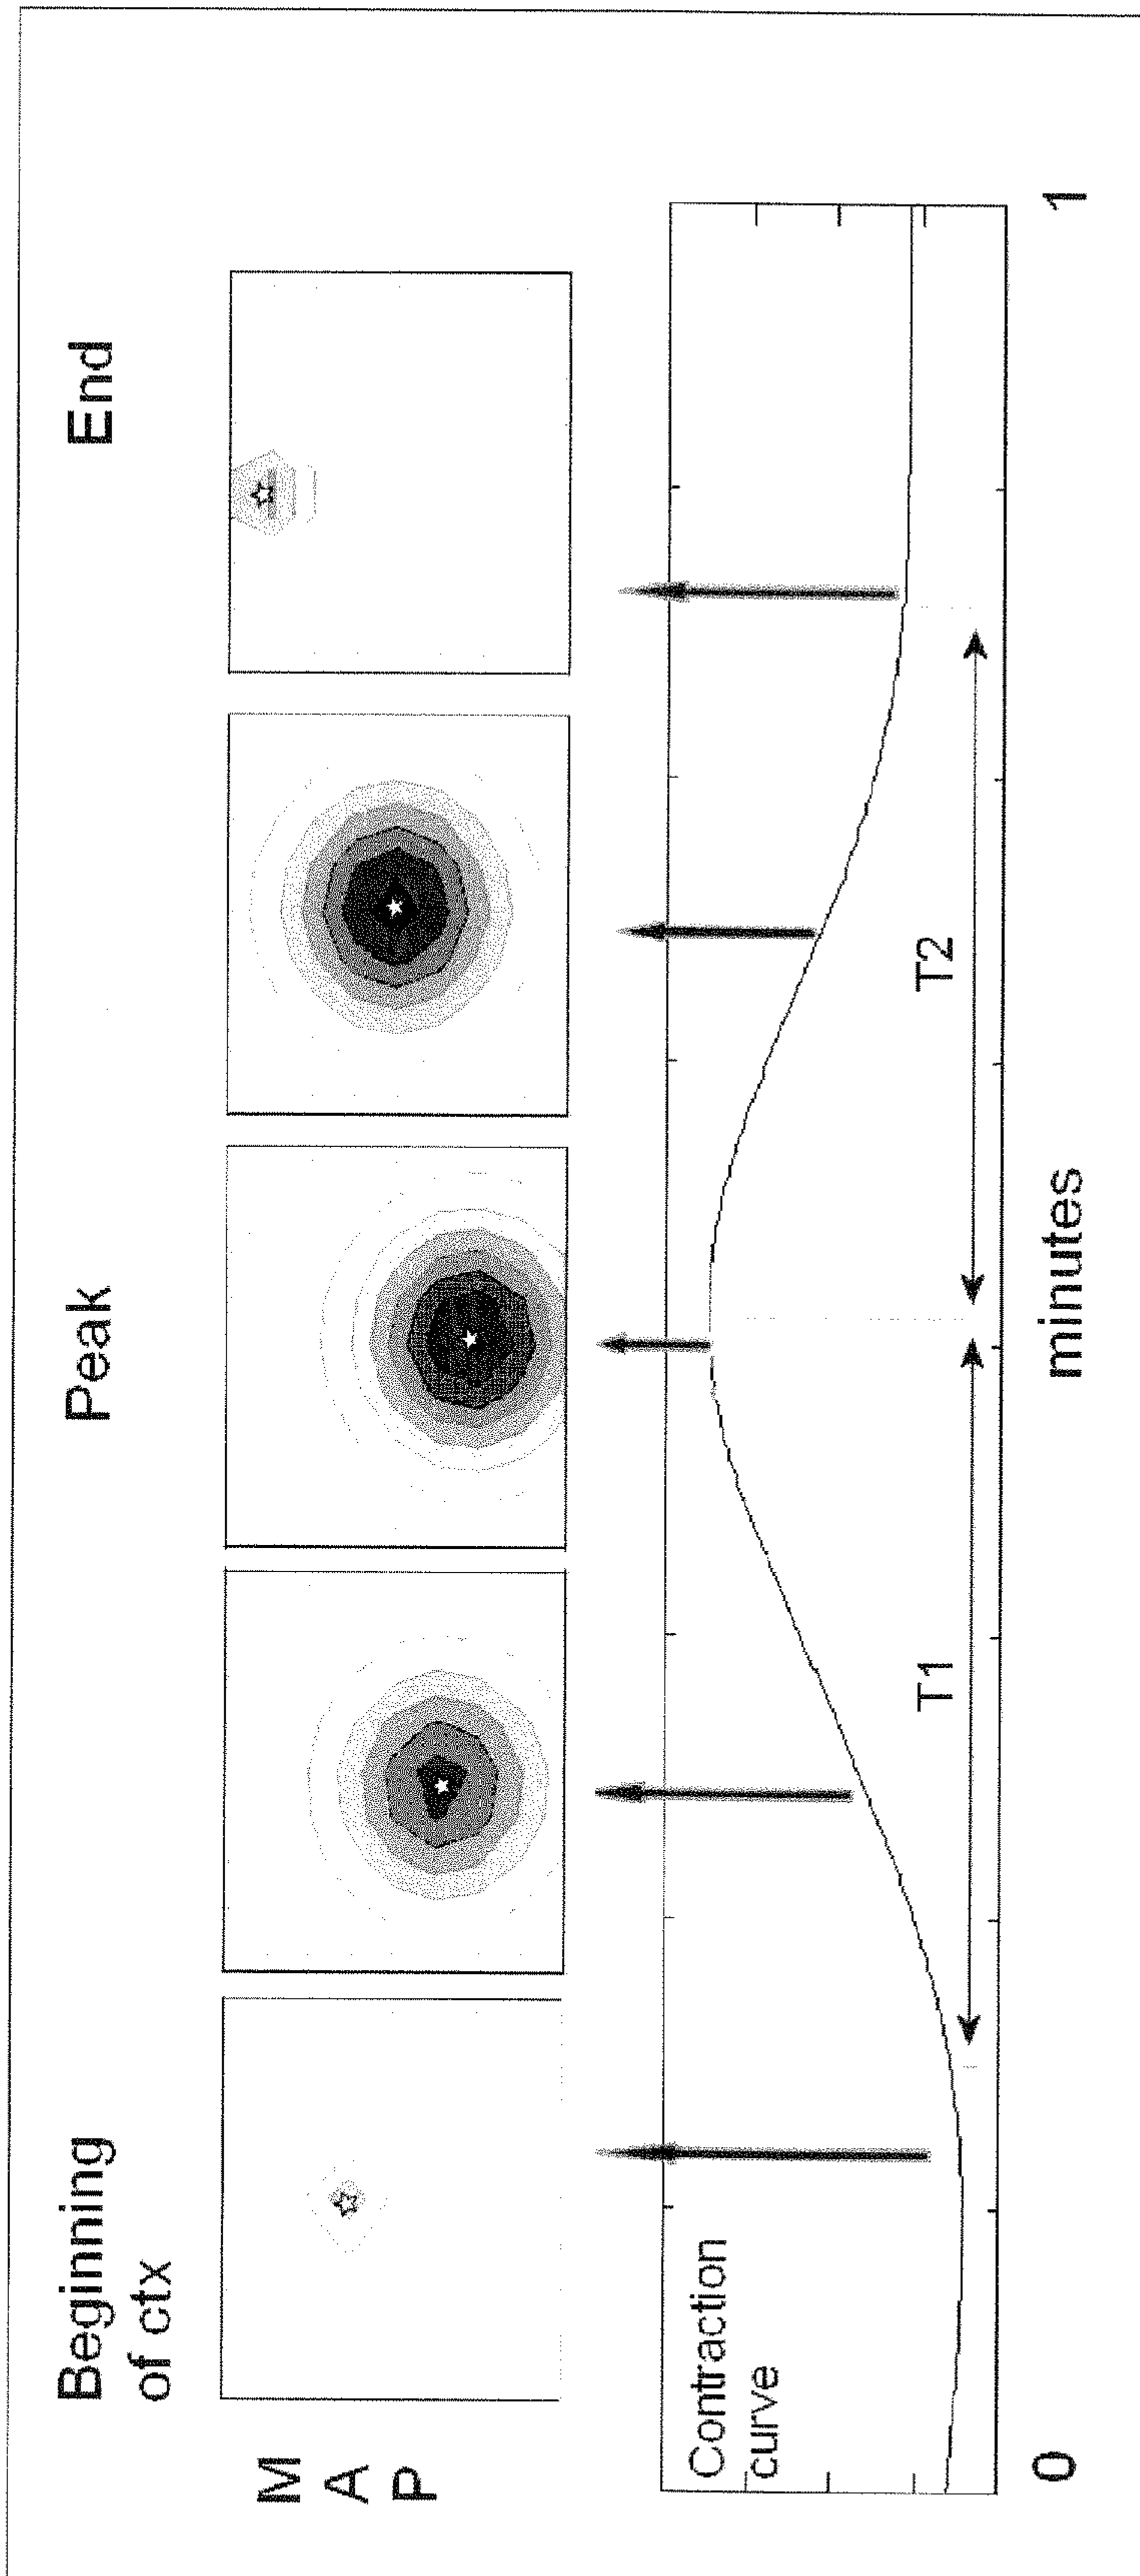 Beginning
of ctx
Peak
End
M
A
P
Contraction
curve
T1
T2
0
minutes
1